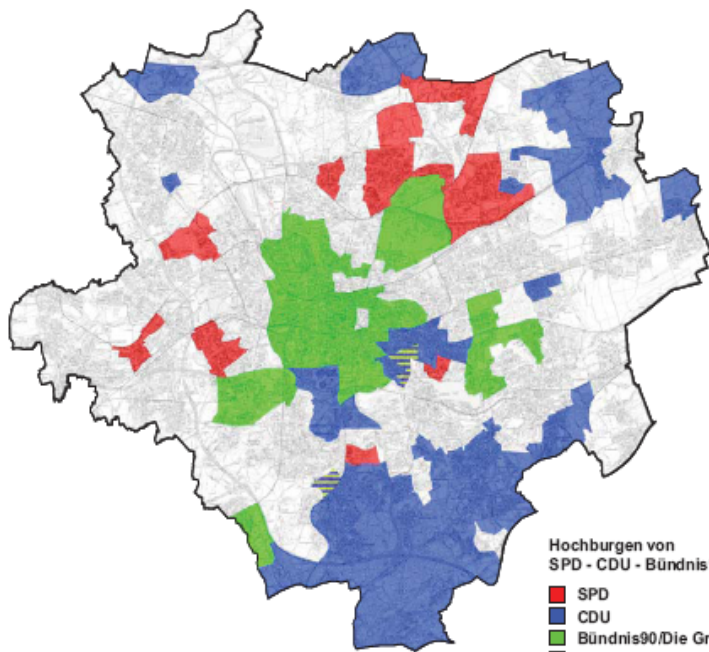 Hochburgen von
SPD - CDU - Bündnis
SPD
CDU
Bündnis90/Die Gr